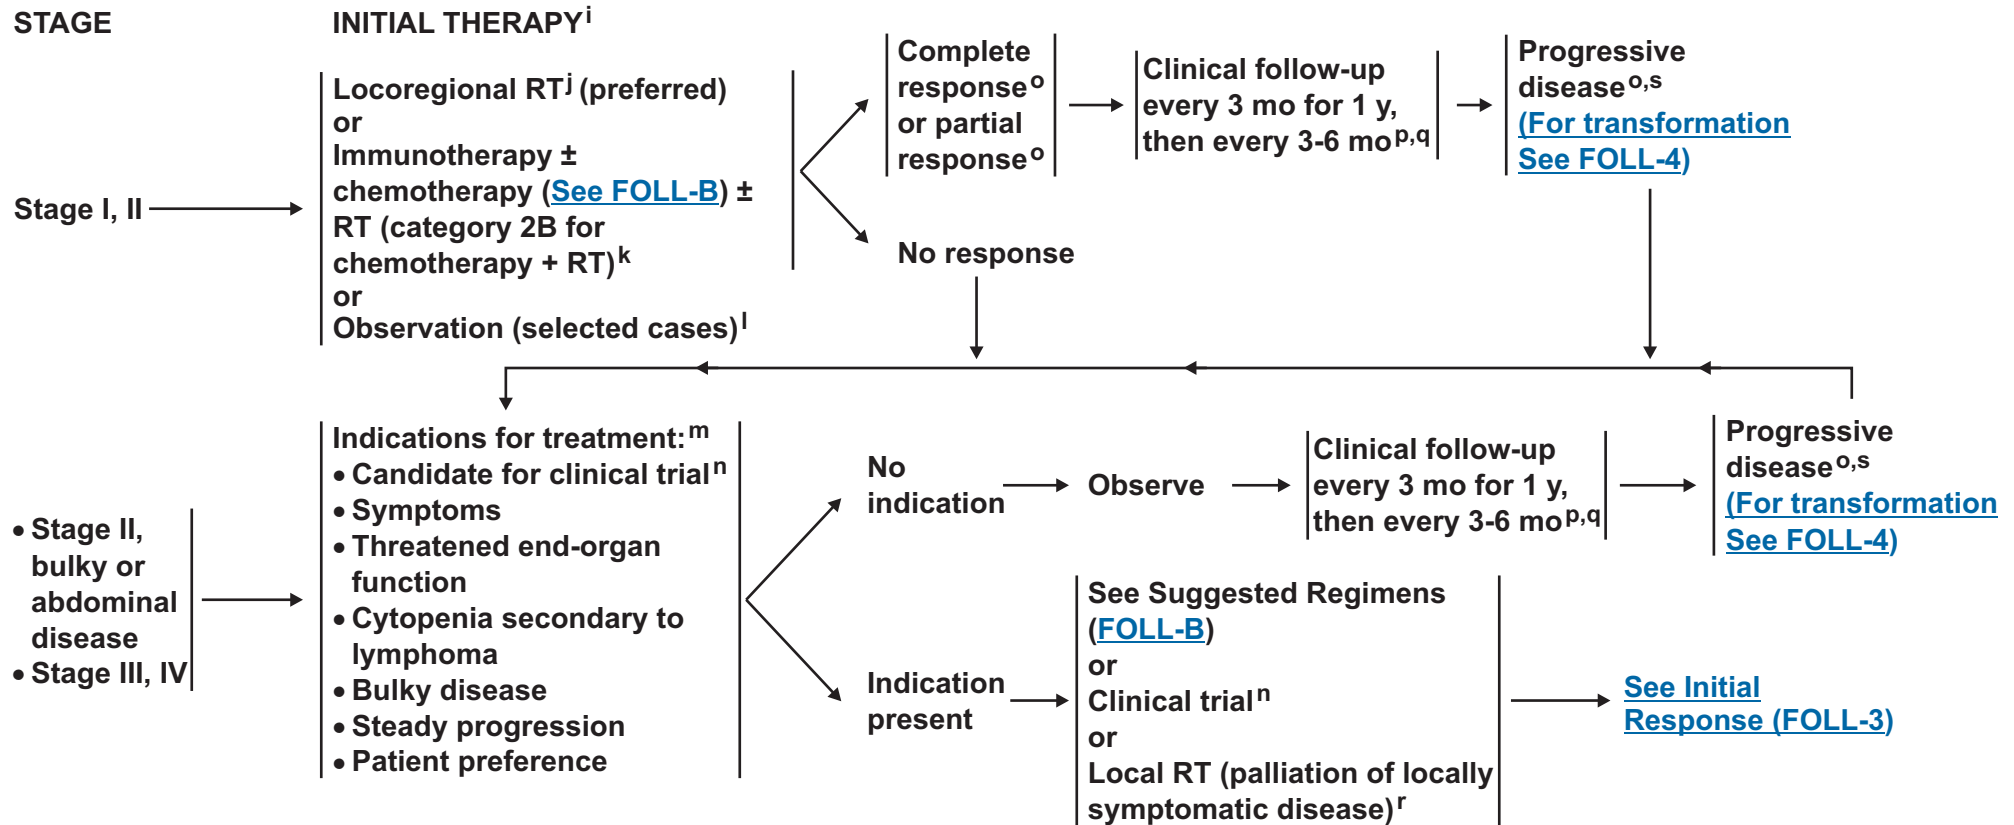 STAGE
INITIAL THERAPYⁱ
Stage I, II
Locoregional RTʲ (preferred)
or
Immunotherapy ±
chemotherapy (See FOLL-B) ±
RT (category 2B for
chemotherapy + RT)ᵏ
or
Observation (selected cases)ˡ
Complete
responseᵒ
or partial
responseᵒ
Clinical follow-up
every 3 mo for 1 y,
then every 3-6 moᵖ,q
Progressive
diseaseᵒ,ˢ
(For transformation
See FOLL-4)
No response
• Stage II,
bulky or
abdominal
disease
• Stage III, IV
Indications for treatment:ᵐ
• Candidate for clinical trialⁿ
• Symptoms
• Threatened end-organ
function
• Cytopenia secondary to
lymphoma
• Bulky disease
• Steady progression
• Patient preference
No
indication
Observe
Clinical follow-up
every 3 mo for 1 y,
then every 3-6 moᵖ,q
Progressive
diseaseᵒ,ˢ
(For transformation
See FOLL-4)
Indication
present
See Suggested Regimens
(FOLL-B)
or
Clinical trialⁿ
or
Local RT (palliation of locally
symptomatic disease)ʳ
See Initial
Response (FOLL-3)